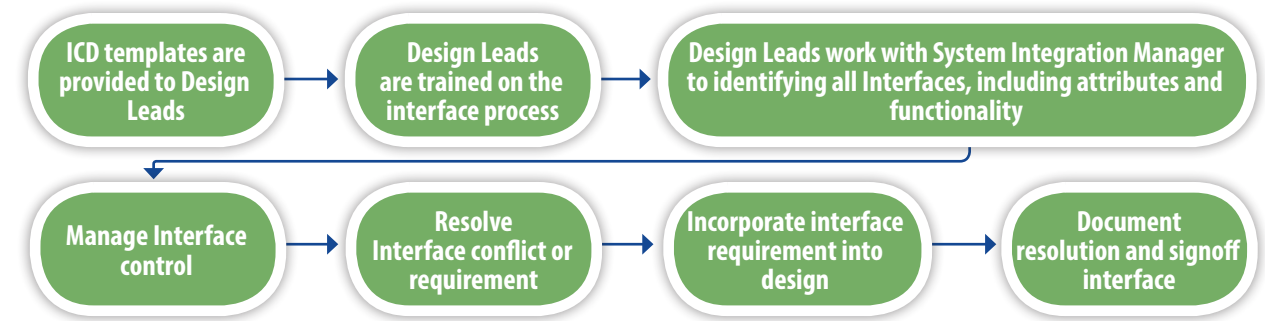 ICD templates are
provided to Design
Leads
Design Leads
are trained on the
interface process
Design Leads work with System Integration Manager
to identifying all Interfaces, including attributes and
functionality
Manage Interface
control
Resolve
Interface conflict or
requirement
Incorporate interface
requirement into
design
Document
resolution and signoff
interface